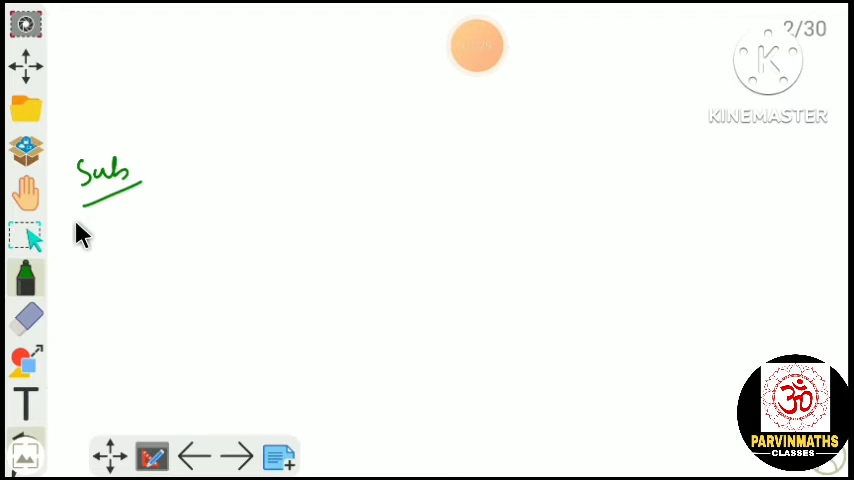 2/30
KINEMASTER
Sub
T
PARVINMATHS
CLASSES